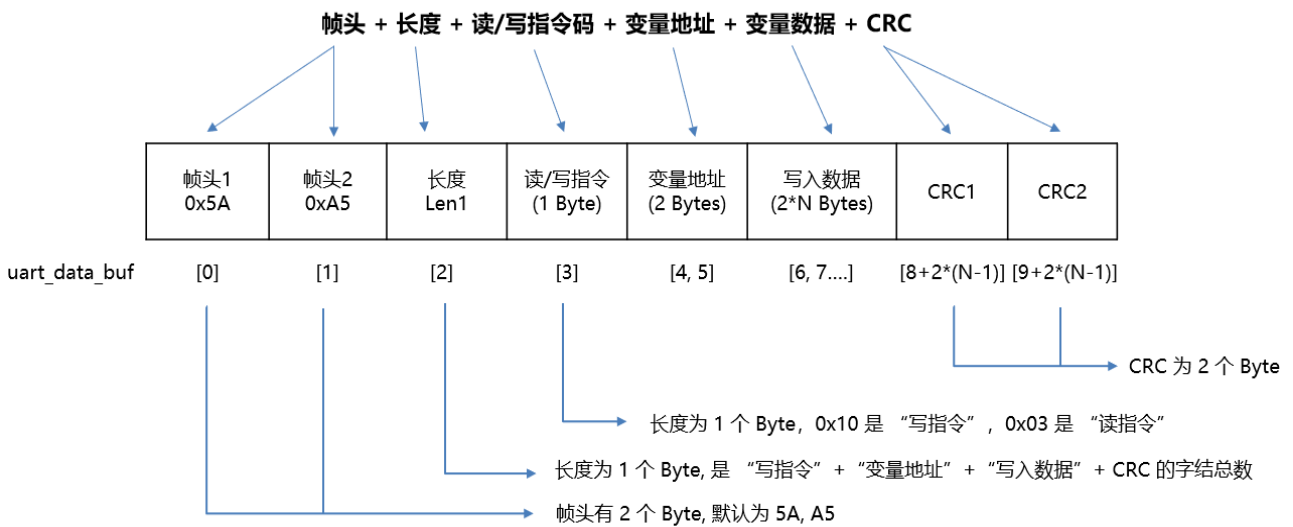 帧头 + 长度 + 读/写指令码 + 变量地址 + 变量数据 + CRC
帧头1
0x5A
帧头2
0xA5
长度
Len1
读/写指令
(1 Byte)
变量地址
(2 Bytes)
写入数据
(2*N Bytes)
CRC1
CRC2
uart_data_buf
[0]
[1]
[2]
[3]
[4, 5]
[6, 7....]
[8+2*(N-1)]
[9+2*(N-1)]
CRC 为 2 个 Byte
长度为 1 个 Byte，0x10 是 “写指令”，0x03 是 “读指令”
长度为 1 个 Byte, 是 “写指令”+“变量地址”+“写入数据”+ CRC 的字结总数
帧头有 2 个 Byte, 默认为 5A, A5